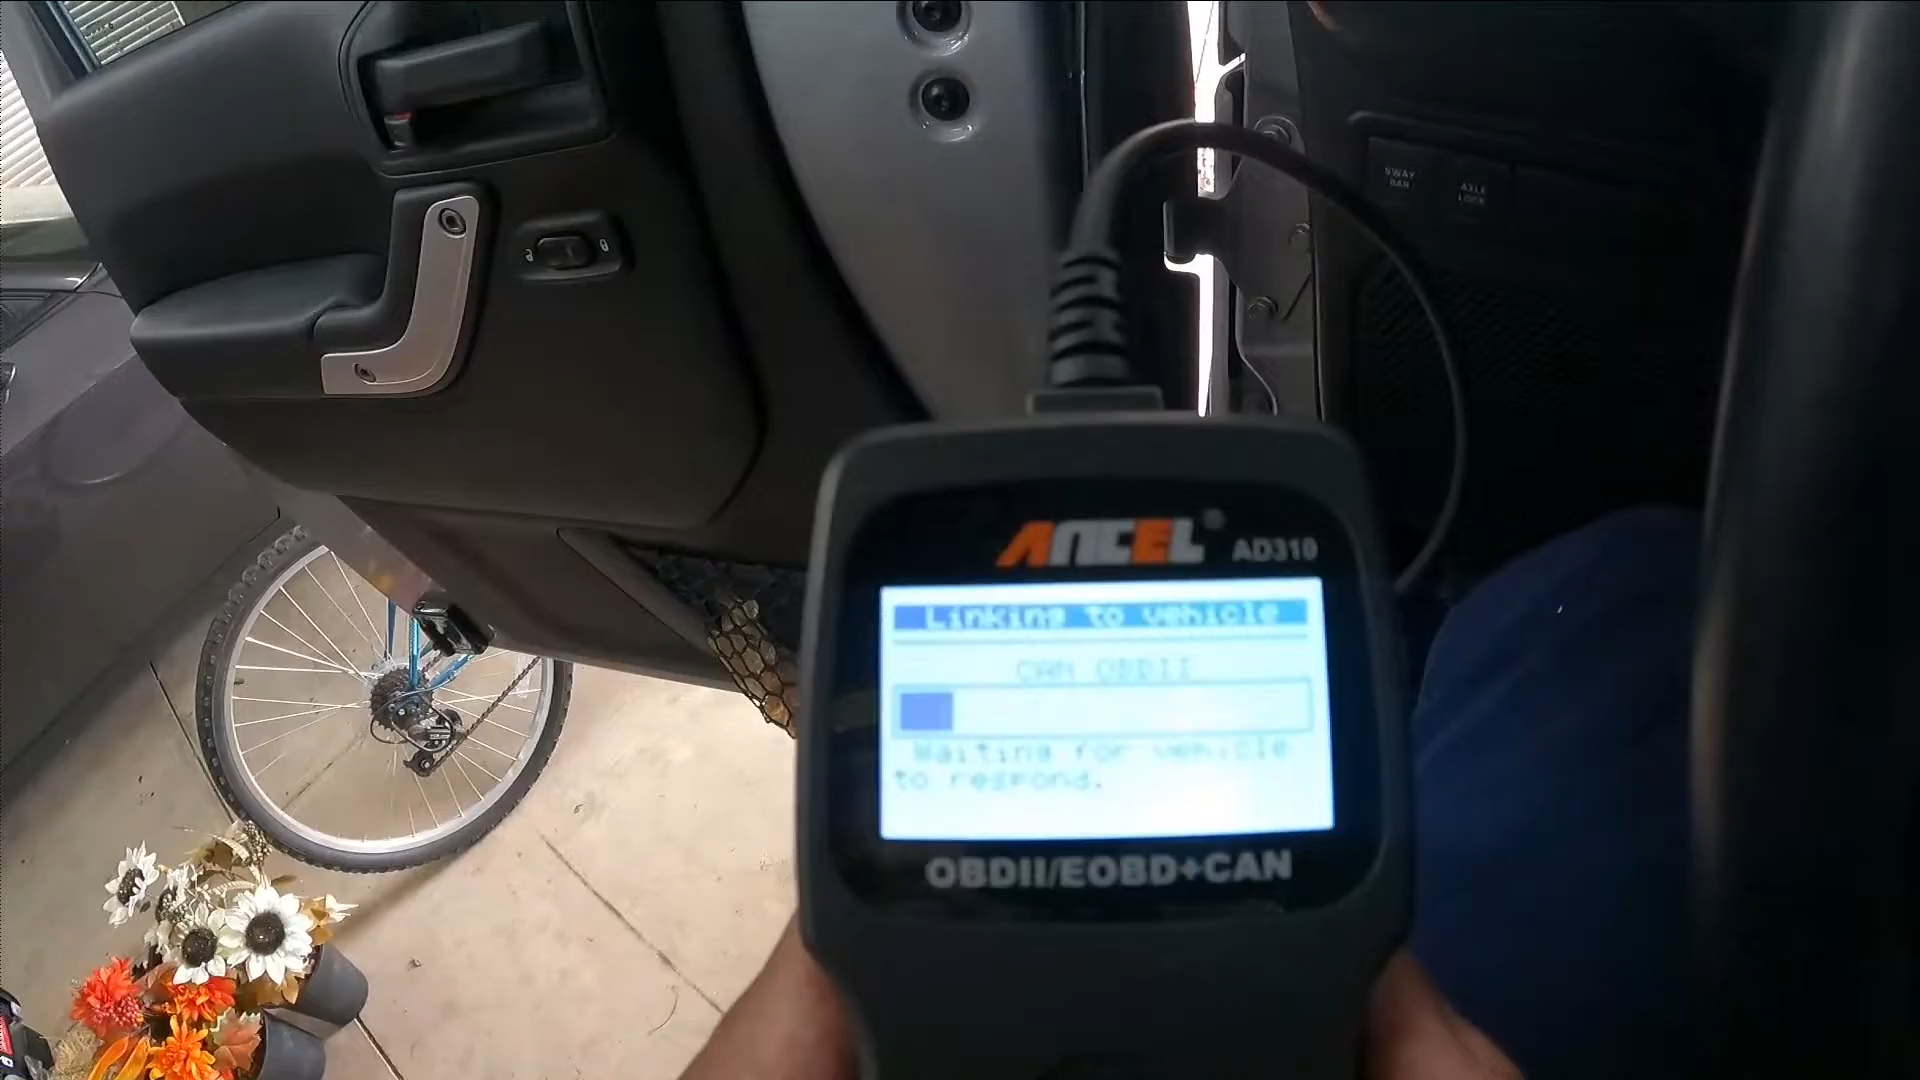 SWAY
BAR
AXLE
LOCK
ANCEL®
AD310
Linking to vehicle
CAN OBDII
Waiting for vehicle
to respond.
OBDII/EOBD+CAN